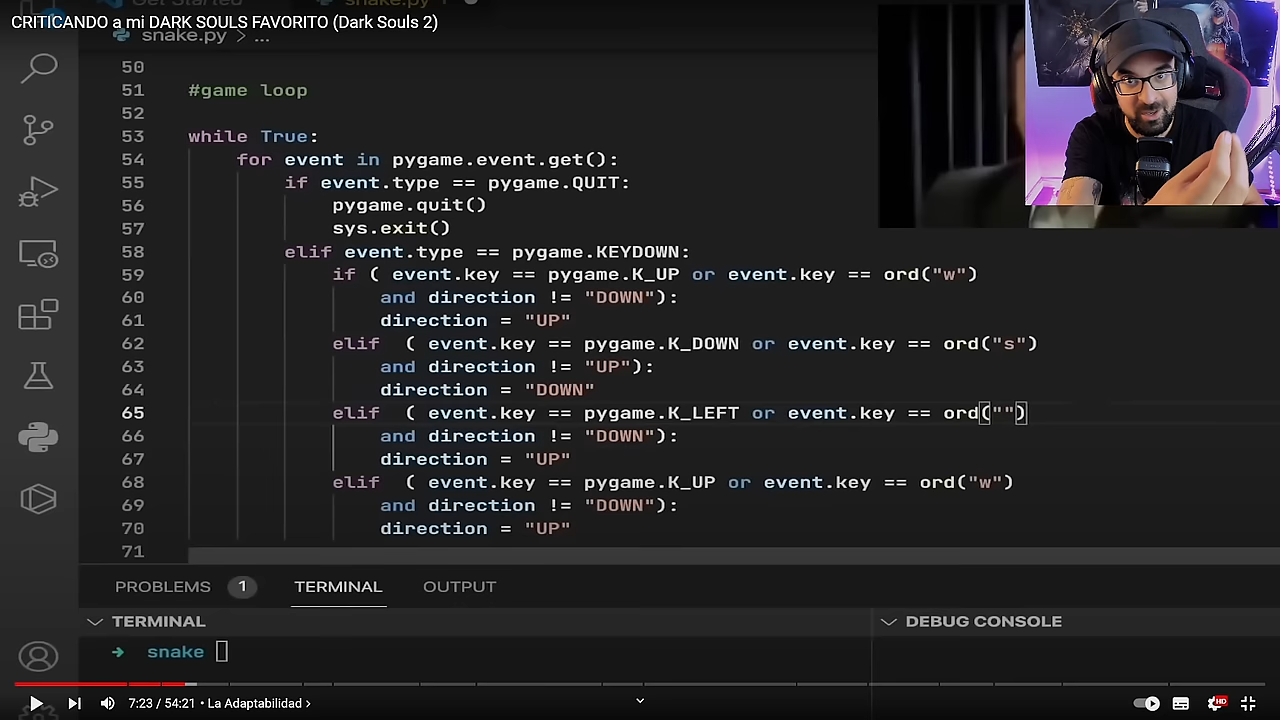 CRITICANDO a mi DARK SOULS FAVORITO (Dark Souls 2)
snake.py > ...
50
51 #game loop
52
53 while True:
54 for event in pygame.event.get():
55 if event.type == pygame.QUIT:
56 pygame.quit()
57 sys.exit()
58 elif event.type == pygame.KEYDOWN:
59 if ( event.key == pygame.K_UP or event.key == ord("w")
60 and direction != "DOWN"):
61 direction = "UP"
62 elif ( event.key == pygame.K_DOWN or event.key == ord("s")
63 and direction != "UP"):
64 direction = "DOWN"
65 elif ( event.key == pygame.K_LEFT or event.key == ord("")
66 and direction != "DOWN"):
67 direction = "UP"
68 elif ( event.key == pygame.K_UP or event.key == ord("w")
69 and direction != "DOWN"):
70 direction = "UP"
71
PROBLEMS 1 TERMINAL OUTPUT
TERMINAL
DEBUG CONSOLE
➔ snake
7:23 / 54:21 • La Adaptabilidad >
HD